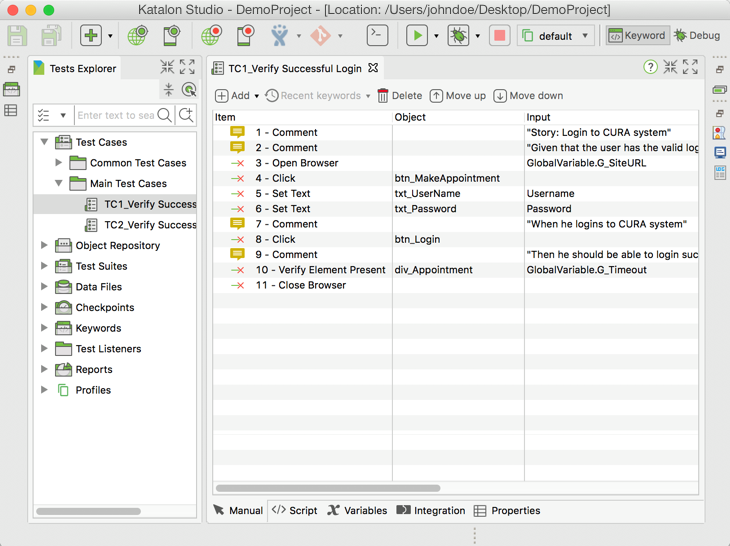 Katalon Studio - DemoProject - [Location: /Users/johndoe/Desktop/DemoProject]
default
Keyword
Debug
Tests Explorer
TC1_Verify Successful Login
Add
Recent keywords
Delete
Move up
Move down
Enter text to sea
Item Object Input
1 - Comment "Story: Login to CURA system"
2 - Comment "Given that the user has the valid log
3 - Open Browser GlobalVariable.G_SiteURL
4 - Click btn_MakeAppointment
5 - Set Text txt_UserName Username
6 - Set Text txt_Password Password
7 - Comment "When he logins to CURA system"
8 - Click btn_Login
9 - Comment "Then he should be able to login suc
10 - Verify Element Present div_Appointment GlobalVariable.G_Timeout
11 - Close Browser
Test Cases
Common Test Cases
Main Test Cases
TC1_Verify Success
TC2_Verify Success
Object Repository
Test Suites
Data Files
Checkpoints
Keywords
Test Listeners
Reports
Profiles
Manual
</> Script
Variables
Integration
Properties